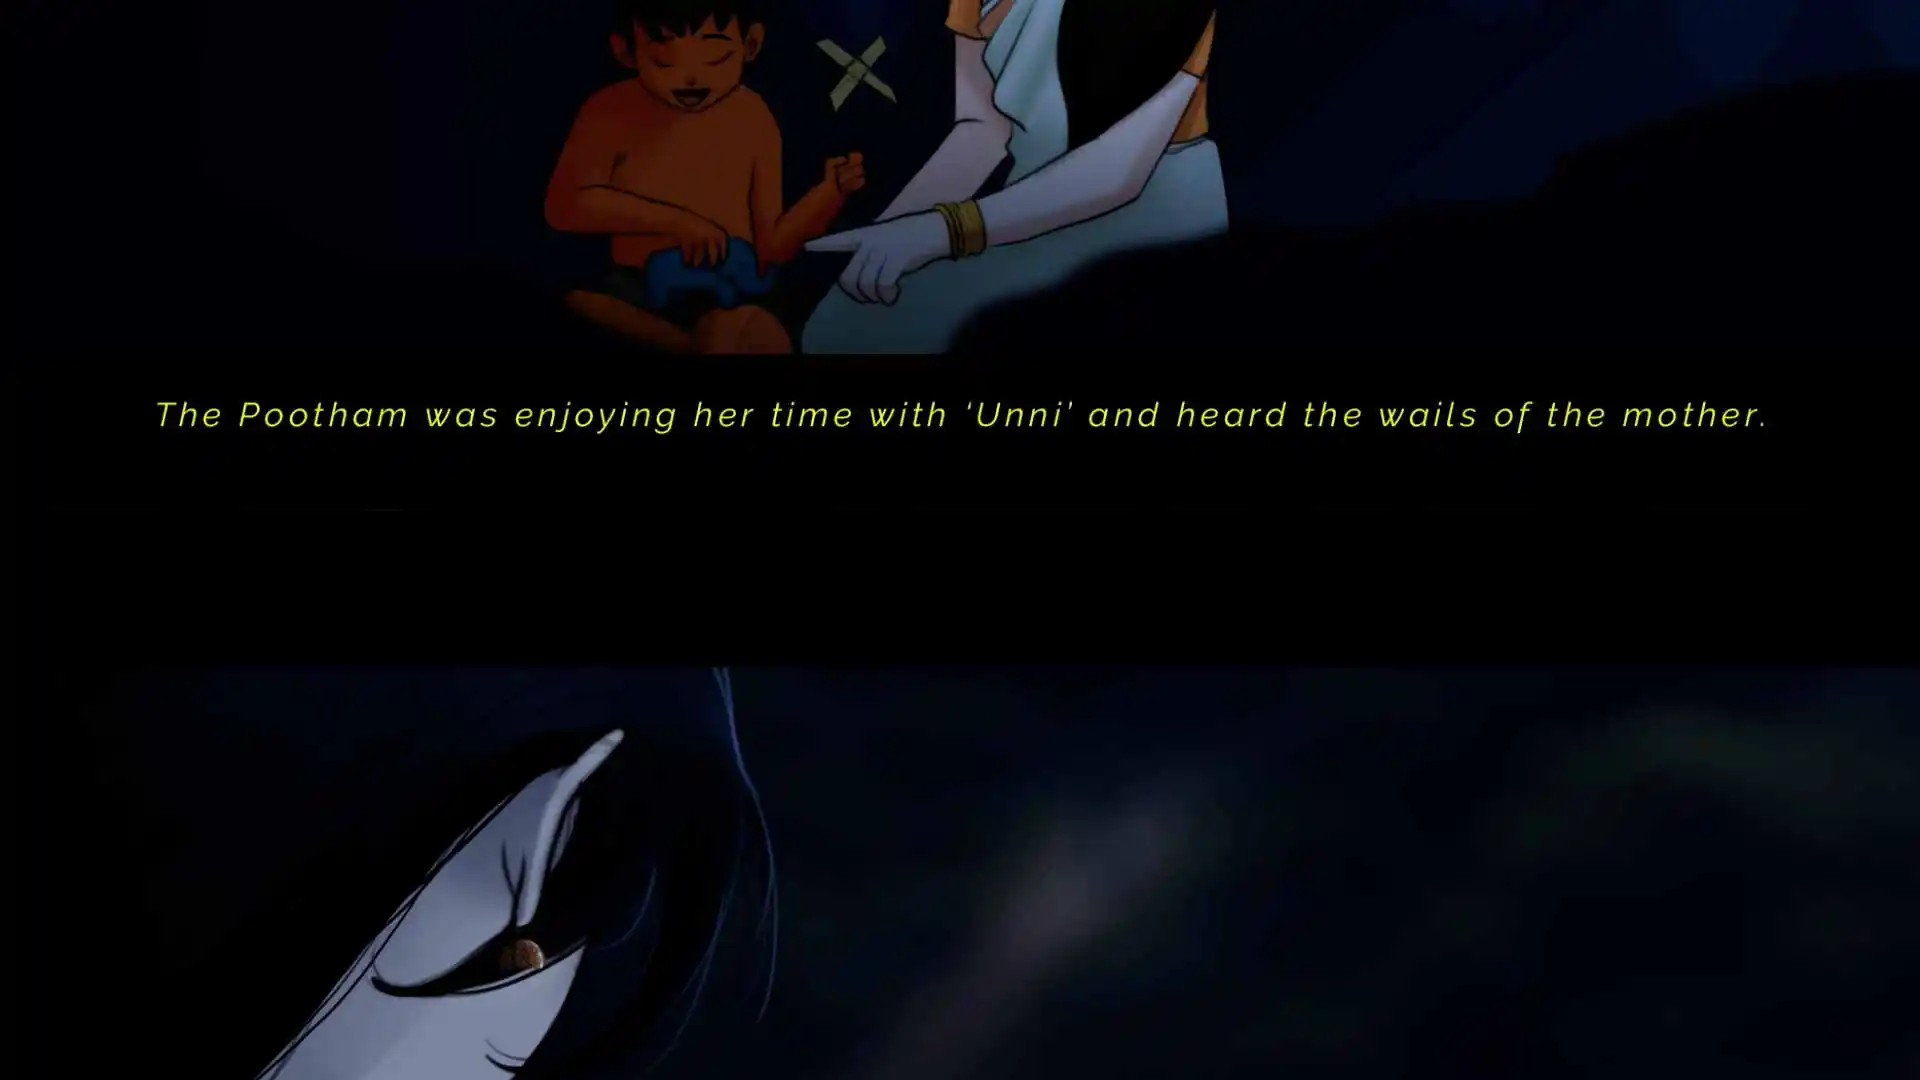 The Pootham was enjoying her time with ‘Unni’ and heard the wails of the mother.